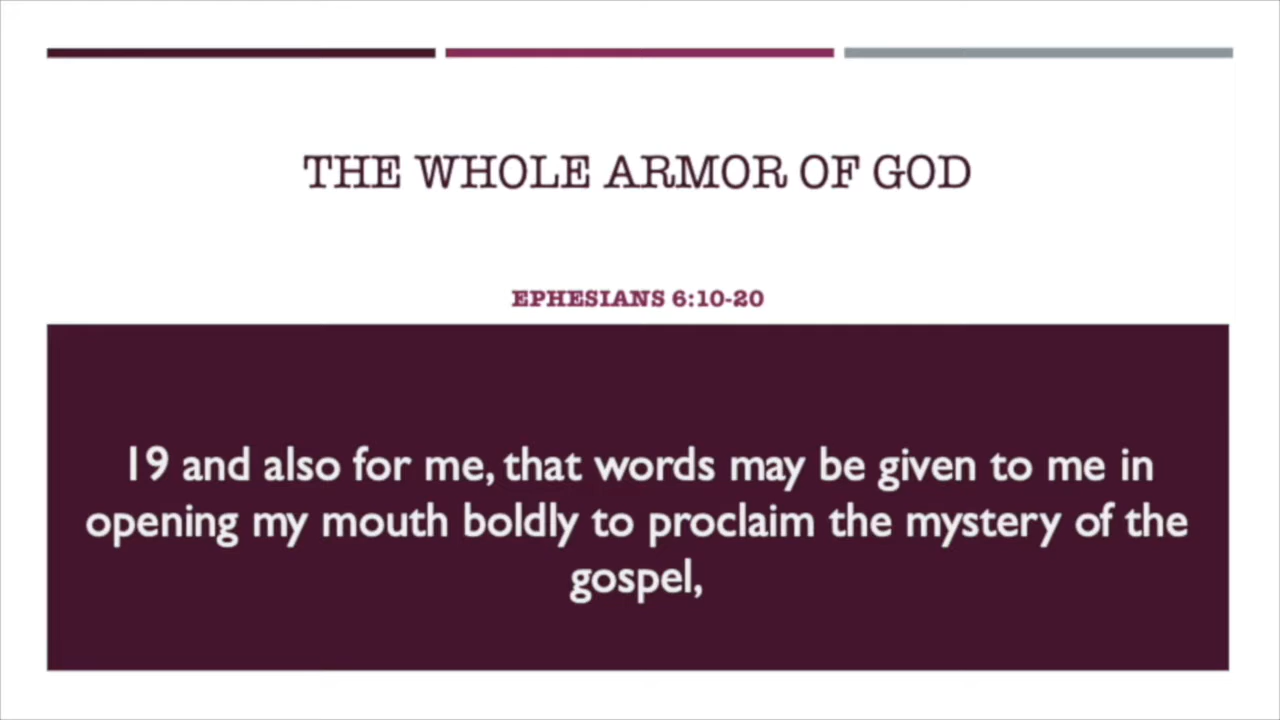 THE WHOLE ARMOR OF GOD
EPHESIANS 6:10-20
19 and also for me, that words may be given to me in
opening my mouth boldly to proclaim the mystery of the
gospel,